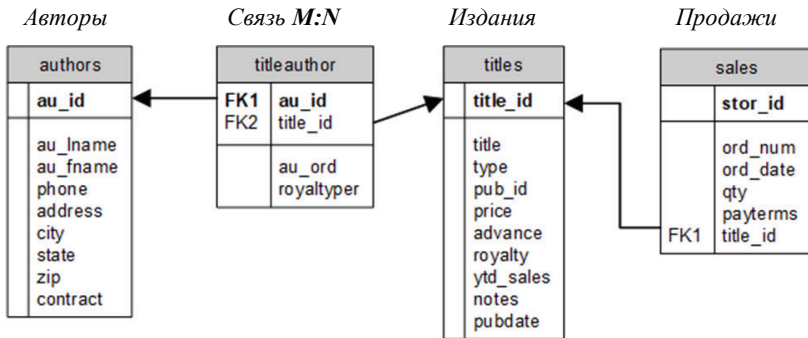 Авторы
Связь M:N
Издания
Продажи
authors
au_id
au_lname
au_fname
phone
address
city
state
zip
contract
titleauthor
FK1 au_id
FK2 title_id
au_ord
royaltyper
titles
title_id
title
type
pub_id
price
advance
royalty
ytd_sales
notes
pubdate
sales
stor_id
ord_num
ord_date
qty
payterms
FK1 title_id